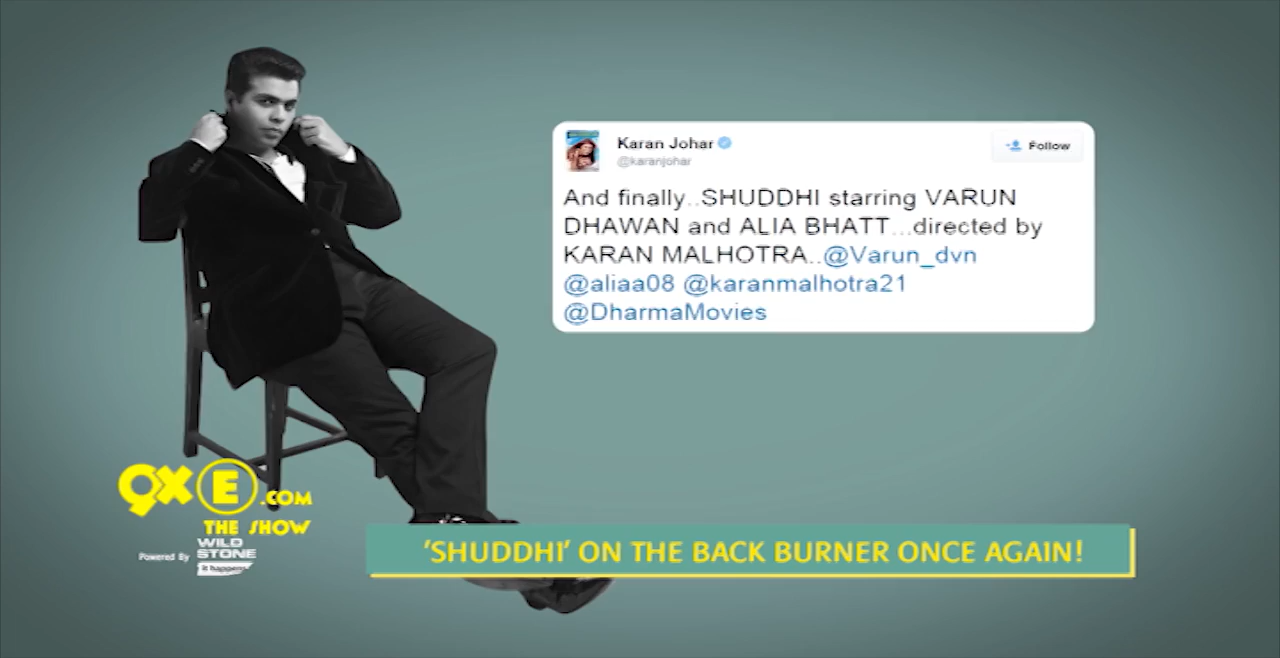 Karan Johar
@karanjohar
Follow
And finally..SHUDDHI starring VARUN
DHAWAN and ALIA BHATT...directed by
KARAN MALHOTRA..@Varun_dvn
@aliaa08 @karanmalhotra21
@DharmaMovies
9XE.COM
THE SHOW
Powered By WILD STONE
it happens
'SHUDDHI' ON THE BACK BURNER ONCE AGAIN!